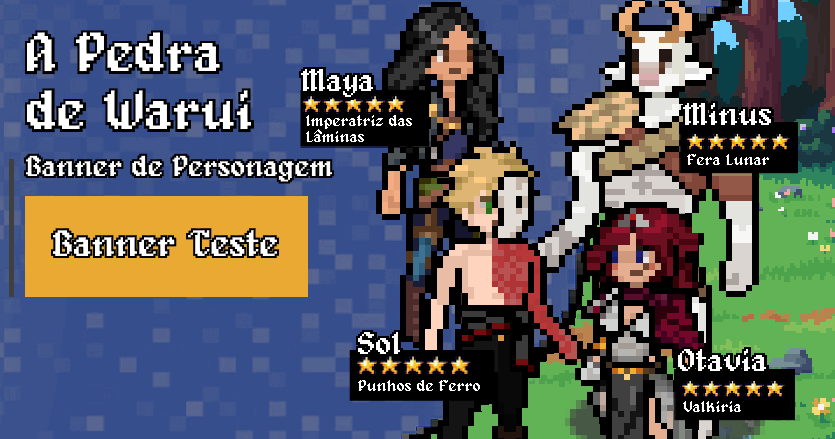 A Pedra
de Warui
Banner de Personagem
Banner Teste
Maya
Imperatriz das
Lâminas
Minus
Fera Lunar
Sol
Punhos de Ferro
Otavia
Valkiria